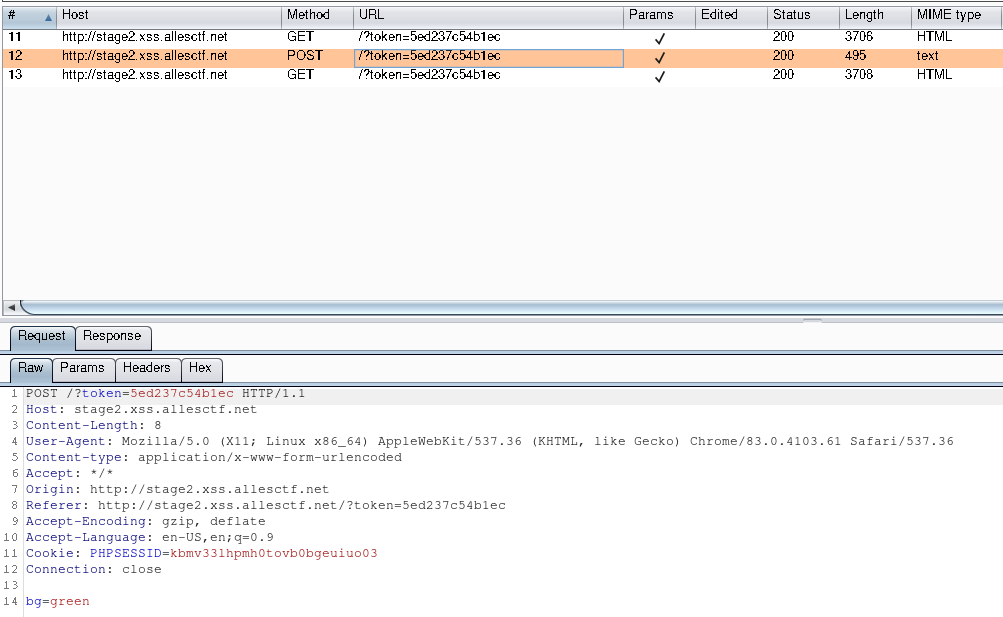 # Host Method URL Params Edited Status Length MIME type
11 http://stage2.xss.allesctf.net GET /?token=5ed237c54b1ec ✓ 200 3706 HTML
12 http://stage2.xss.allesctf.net POST /?token=5ed237c54b1ec ✓ 200 495 text
13 http://stage2.xss.allesctf.net GET /?token=5ed237c54b1ec ✓ 200 3708 HTML
Request Response
Raw Params Headers Hex
1 POST /?token=5ed237c54b1ec HTTP/1.1
2 Host: stage2.xss.allesctf.net
3 Content-Length: 8
4 User-Agent: Mozilla/5.0 (X11; Linux x86_64) AppleWebKit/537.36 (KHTML, like Gecko) Chrome/83.0.4103.61 Safari/537.36
5 Content-type: application/x-www-form-urlencoded
6 Accept: */*
7 Origin: http://stage2.xss.allesctf.net
8 Referer: http://stage2.xss.allesctf.net/?token=5ed237c54b1ec
9 Accept-Encoding: gzip, deflate
10 Accept-Language: en-US,en;q=0.9
11 Cookie: PHPSESSID=kbmv33lhpmh0tovb0bgeuiuo03
12 Connection: close
13
14 bg=green